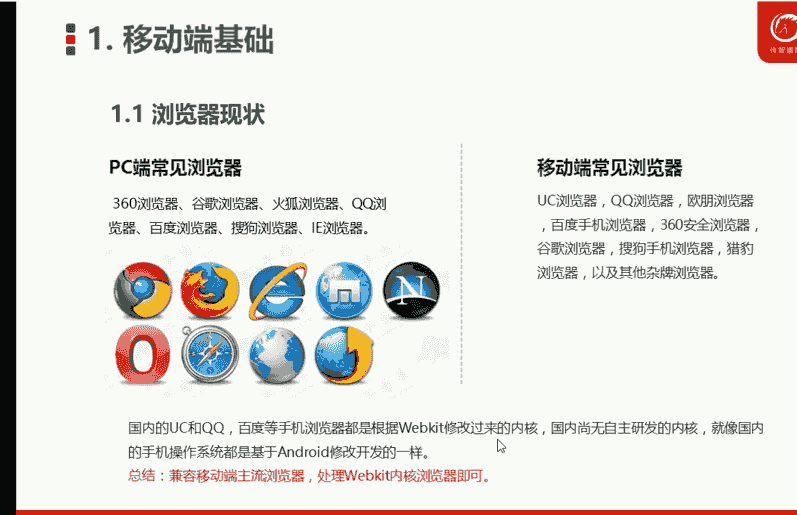 1. 移动端基础
1.1 浏览器现状
PC端常见浏览器
360浏览器、谷歌浏览器、火狐浏览器、QQ浏
览器、百度浏览器、搜狗浏览器、IE浏览器。
移动端常见浏览器
UC浏览器，QQ浏览器，欧朋浏览器
，百度手机浏览器，360安全浏览器，
谷歌浏览器，搜狗手机浏览器，猎豹
浏览器，以及其他杂牌浏览器。
国内的UC和QQ，百度等手机浏览器都是根据Webkit修改过来的内核，国内尚无自主研发的内核，就像国内
的手机操作系统都是基于Android修改开发的一样。
总结：兼容移动端主流浏览器，处理Webkit内核浏览器即可。